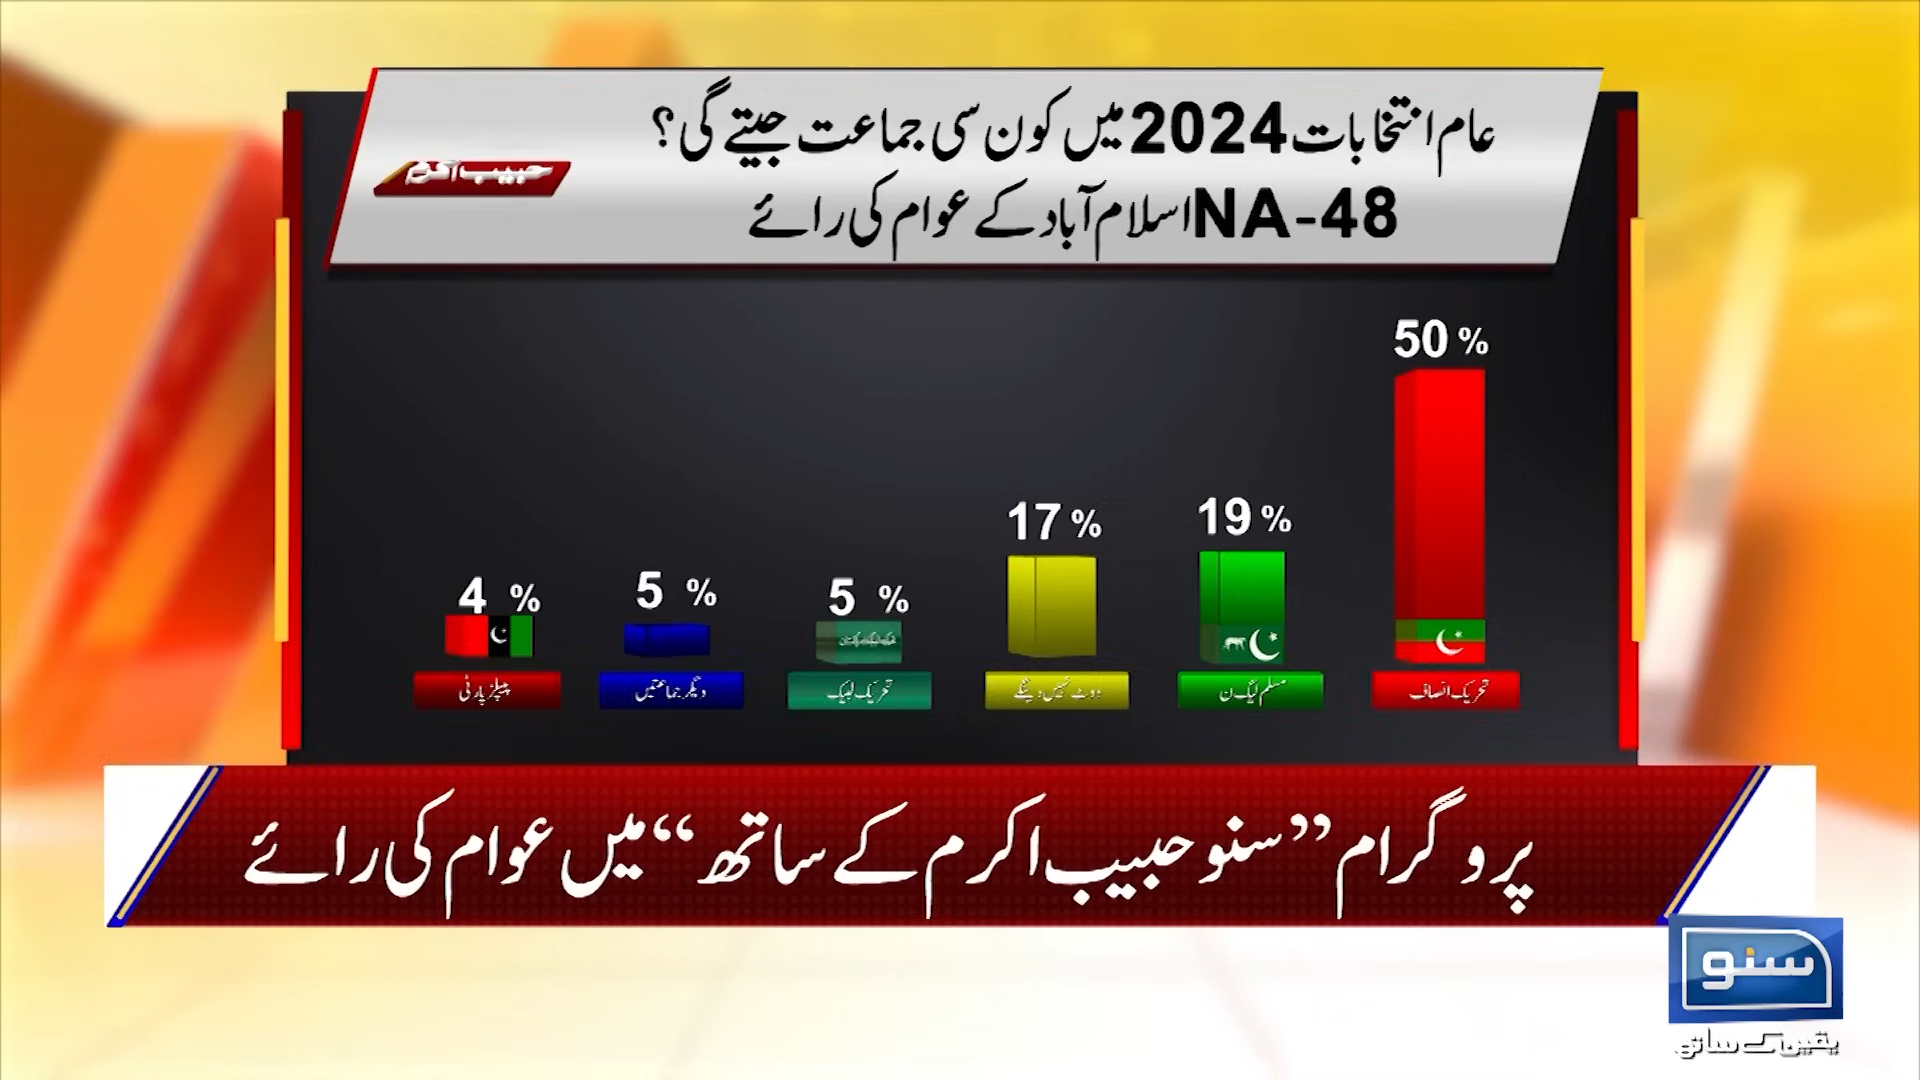 عام انتخابات 2024 میں کون سی جماعت جیتے گی؟
NA-48 اسلام آباد کے عوام کی رائے
حبیب اکرم
50 %
19 %
17 %
5 %
5 %
4 %
تحریک انصاف
مسلم لیگ ن
ووٹ نہیں دینگے
تحریک لبیک
دیگر جماعتیں
پیپلز پارٹی
پروگرام ”سنو حبیب اکرم کے ساتھ“ میں عوام کی رائے
سنو
یقین کے ساتھ